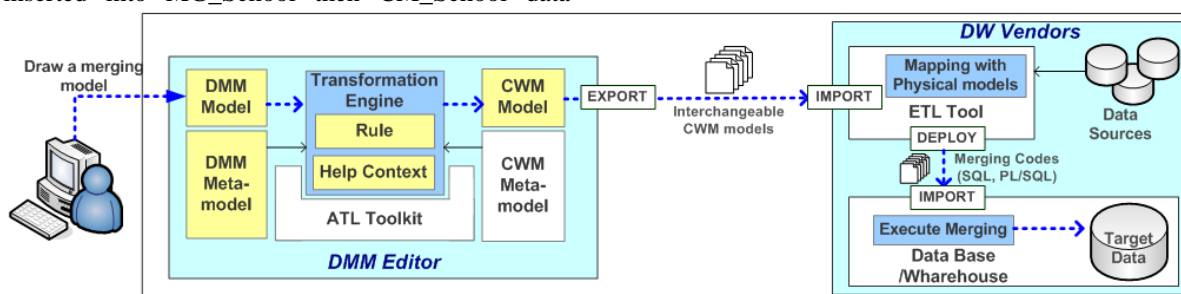 inserted into MG_School then CM_School data
DW Vendors
Draw a merging
model
DMM
Model
Transformation
Engine
Rule
Help Context
CWM
Model
EXPORT
Interchangeable
CWM models
IMPORT
Mapping with
Physical models
ETL Tool
Data
Sources
DEPLOY
Merging Codes
(SQL, PL/SQL)
IMPORT
DMM
Meta-
model
ATL Toolkit
CWM
Meta-
model
DMM Editor
Execute Merging
Data Base
/Wharehouse
Target
Data